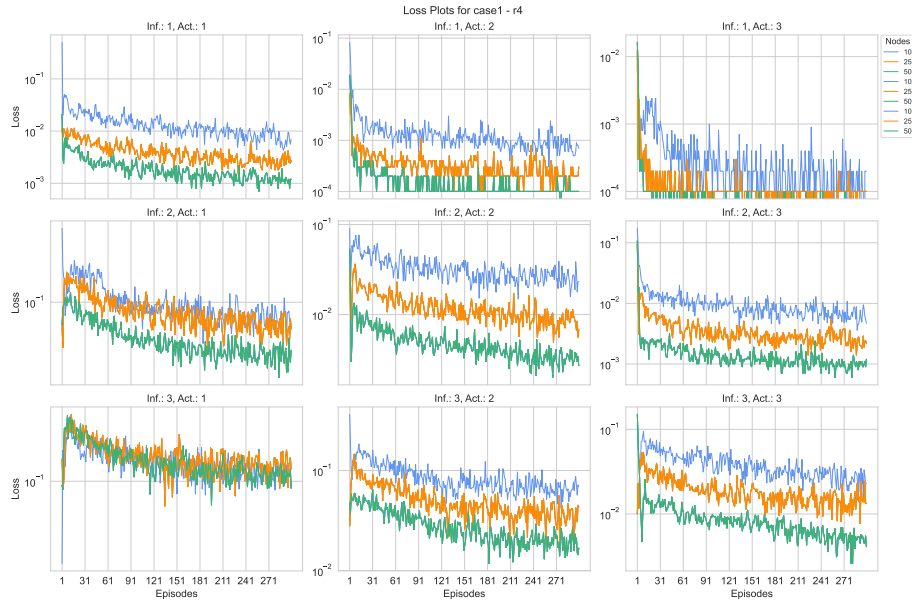 Loss Plots for case1 - r4
Inf.: 1, Act.: 1
Inf.: 1, Act.: 2
Inf.: 1, Act.: 3
Loss
10⁻¹
10⁻²
10⁻³
10⁻¹
10⁻²
10⁻³
10⁻⁴
10⁻²
10⁻³
10⁻⁴
Nodes
10
25
50
10
25
50
10
25
50
Inf.: 2, Act.: 1
Inf.: 2, Act.: 2
Inf.: 2, Act.: 3
Loss
10⁻¹
10⁻¹
10⁻²
10⁻¹
10⁻²
10⁻³
Inf.: 3, Act.: 1
Inf.: 3, Act.: 2
Inf.: 3, Act.: 3
Loss
10⁻¹
10⁻¹
10⁻²
10⁻¹
10⁻²
1 31 61 91 121 151 181 211 241 271
1 31 61 91 121 151 181 211 241 271
1 31 61 91 121 151 181 211 241 271
Episodes
Episodes
Episodes